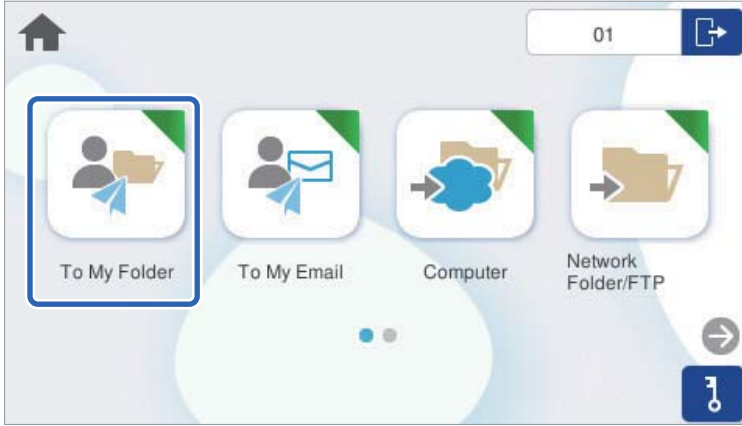 01
To My Folder
To My Email
Computer
Network
Folder/FTP